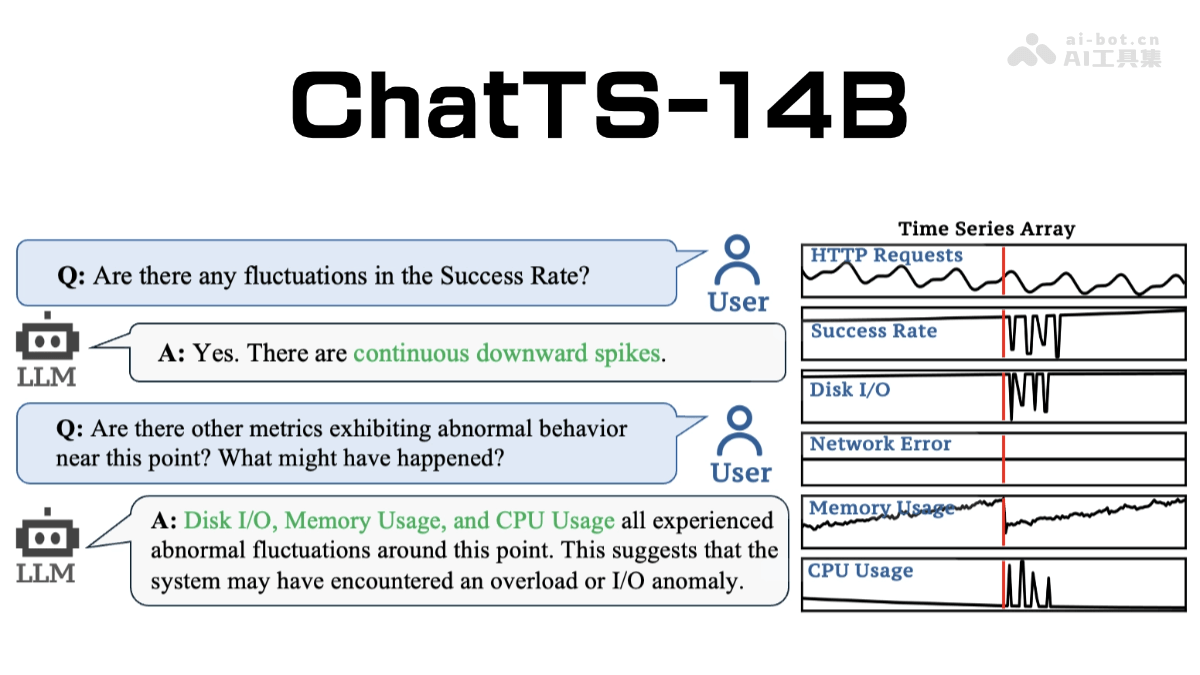 ai-bot.cn
AI工具集
ChatTS-14B
Q: Are there any fluctuations in the Success Rate?
User
LLM
A: Yes. There are continuous downward spikes.
Q: Are there other metrics exhibiting abnormal behavior
near this point? What might have happened?
User
LLM
A: Disk I/O, Memory Usage, and CPU Usage all experienced
abnormal fluctuations around this point. This suggests that the
system may have encountered an overload or I/O anomaly.
Time Series Array
HTTP Requests
Success Rate
Disk I/O
Network Error
Memory Usage
CPU Usage